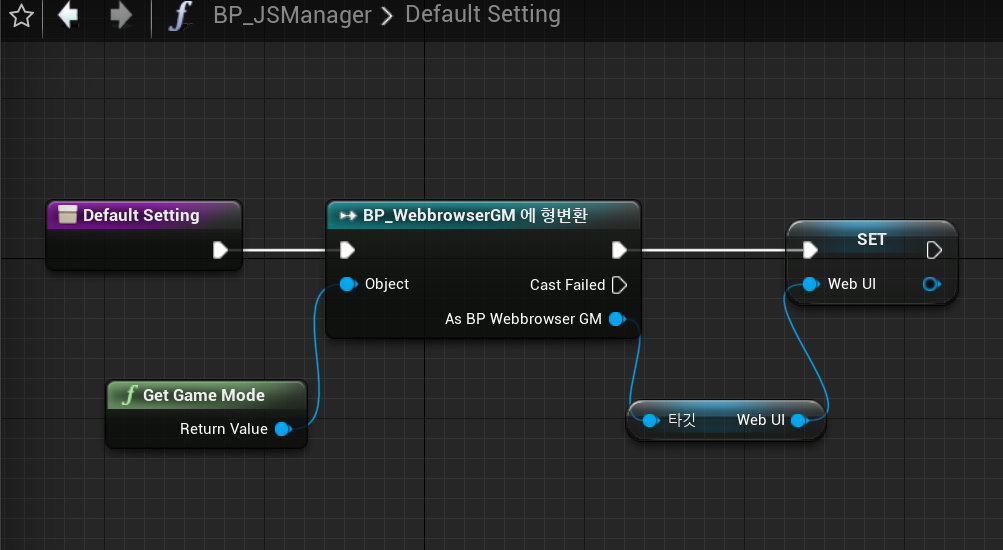 BP_JSManager > Default Setting
Default Setting
BP_WebbrowserGM 에 형변환
Object
Cast Failed
As BP Webbrowser GM
SET
Web UI
Get Game Mode
Return Value
타깃 Web UI